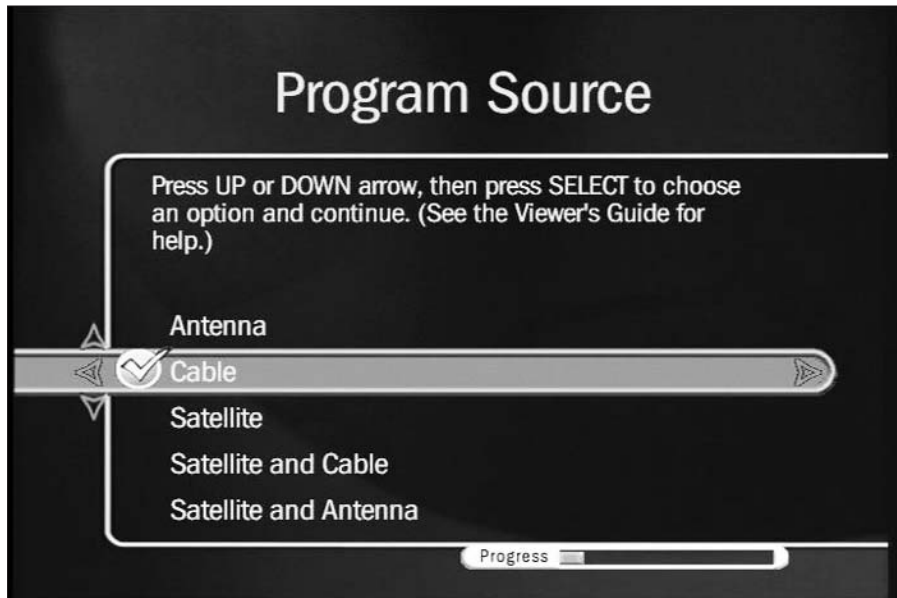 Program Source
Press UP or DOWN arrow, then press SELECT to choose
an option and continue. (See the Viewer's Guide for
help.)
Antenna
Cable
Satellite
Satellite and Cable
Satellite and Antenna
Progress